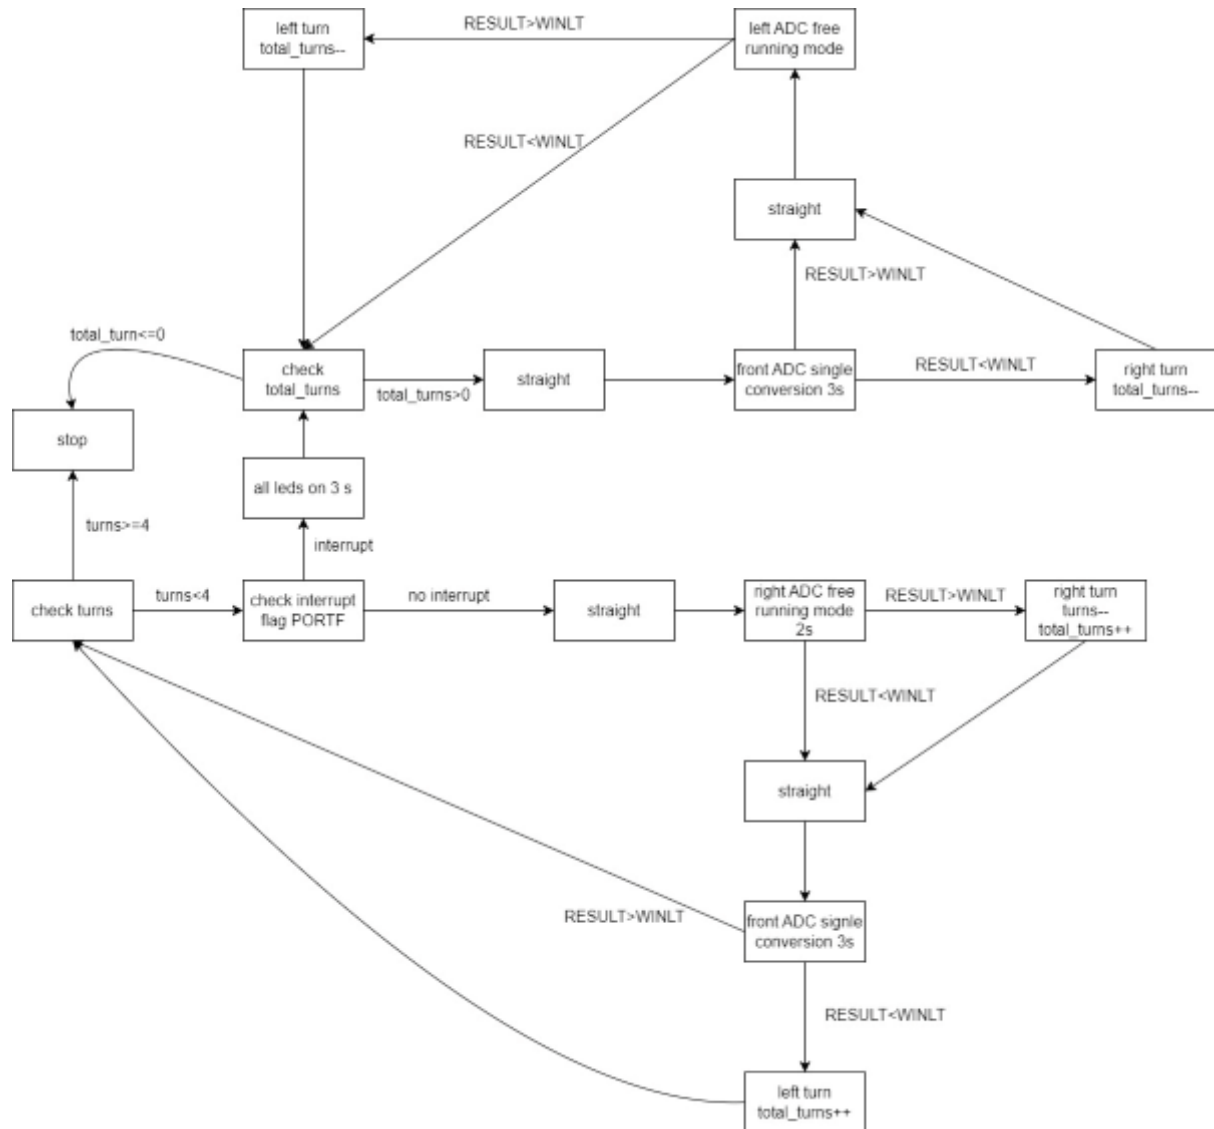 left turn
total_turns--
RESULT>WINLT
left ADC free
running mode
RESULT<WINLT
straight
RESULT>WINLT
total_turn<=0
check
total_turns
total_turns>0
straight
front ADC single
conversion 3s
RESULT<WINLT
right turn
total_turns--
stop
all leds on 3 s
turns>=4
interrupt
check turns
turns<4
check interrupt
flag PORTF
no interrupt
straight
right ADC free
running mode
2s
RESULT>WINLT
right turn
turns--
total_turns++
RESULT<WINLT
straight
RESULT>WINLT
front ADC signle
conversion 3s
RESULT<WINLT
left turn
total_turns++